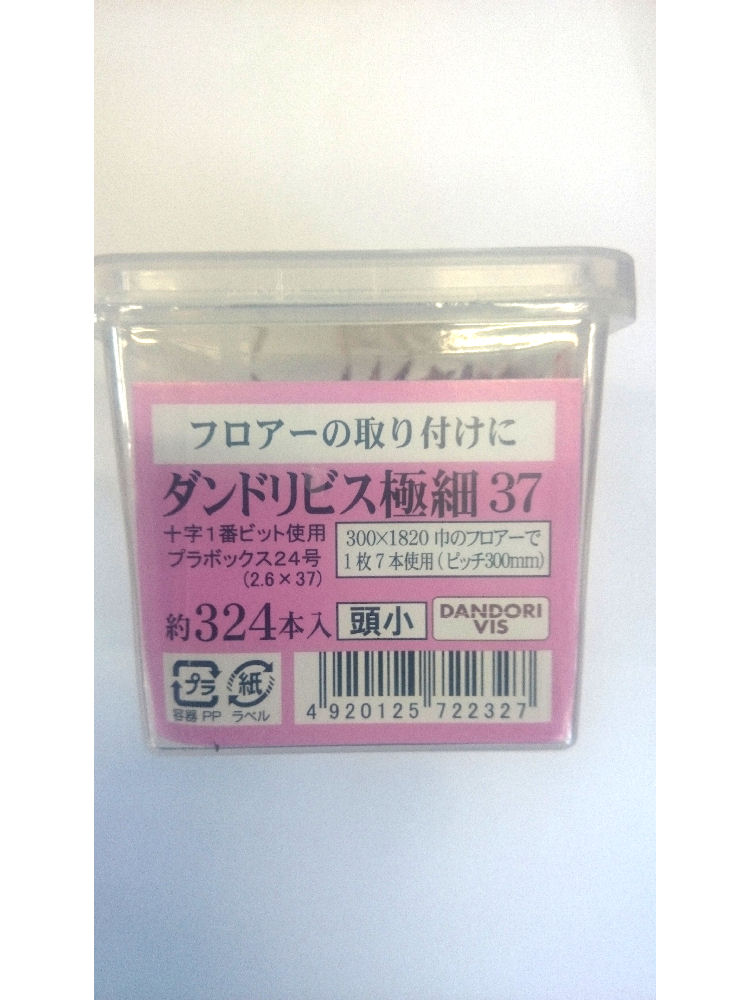 フロアーの取り付けに
ダンドリビス極細 37
十字1番ビット使用
プラボックス24号
(2.6×37)
300×1820 巾のフロアーで
1枚7本使用(ピッチ300mm)
約324本入
頭小
DANDORI
VIS
プラ
容器 PP
紙
ラベル
4 920125 722327